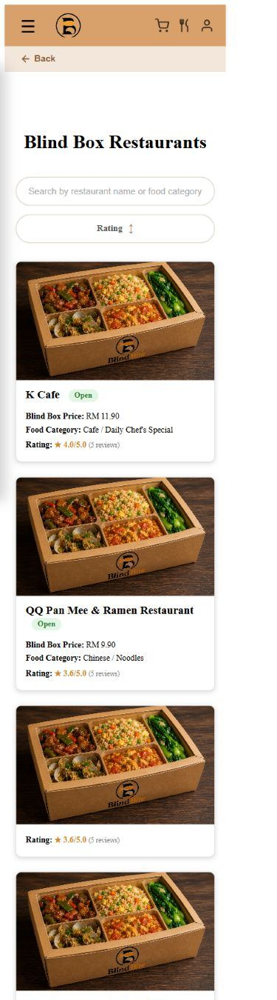 ← Back
Blind Box Restaurants
Search by restaurant name or food category
Rating ↕
Blind
K Cafe Open
Blind Box Price: RM 11.90
Food Category: Cafe / Daily Chef's Special
Rating: ★ 4.0/5.0 (5 reviews)
Blind
QQ Pan Mee & Ramen Restaurant
Open
Blind Box Price: RM 9.90
Food Category: Chinese / Noodles
Rating: ★ 3.6/5.0 (5 reviews)
Blind
Rating: ★ 3.6/5.0 (5 reviews)
Blind